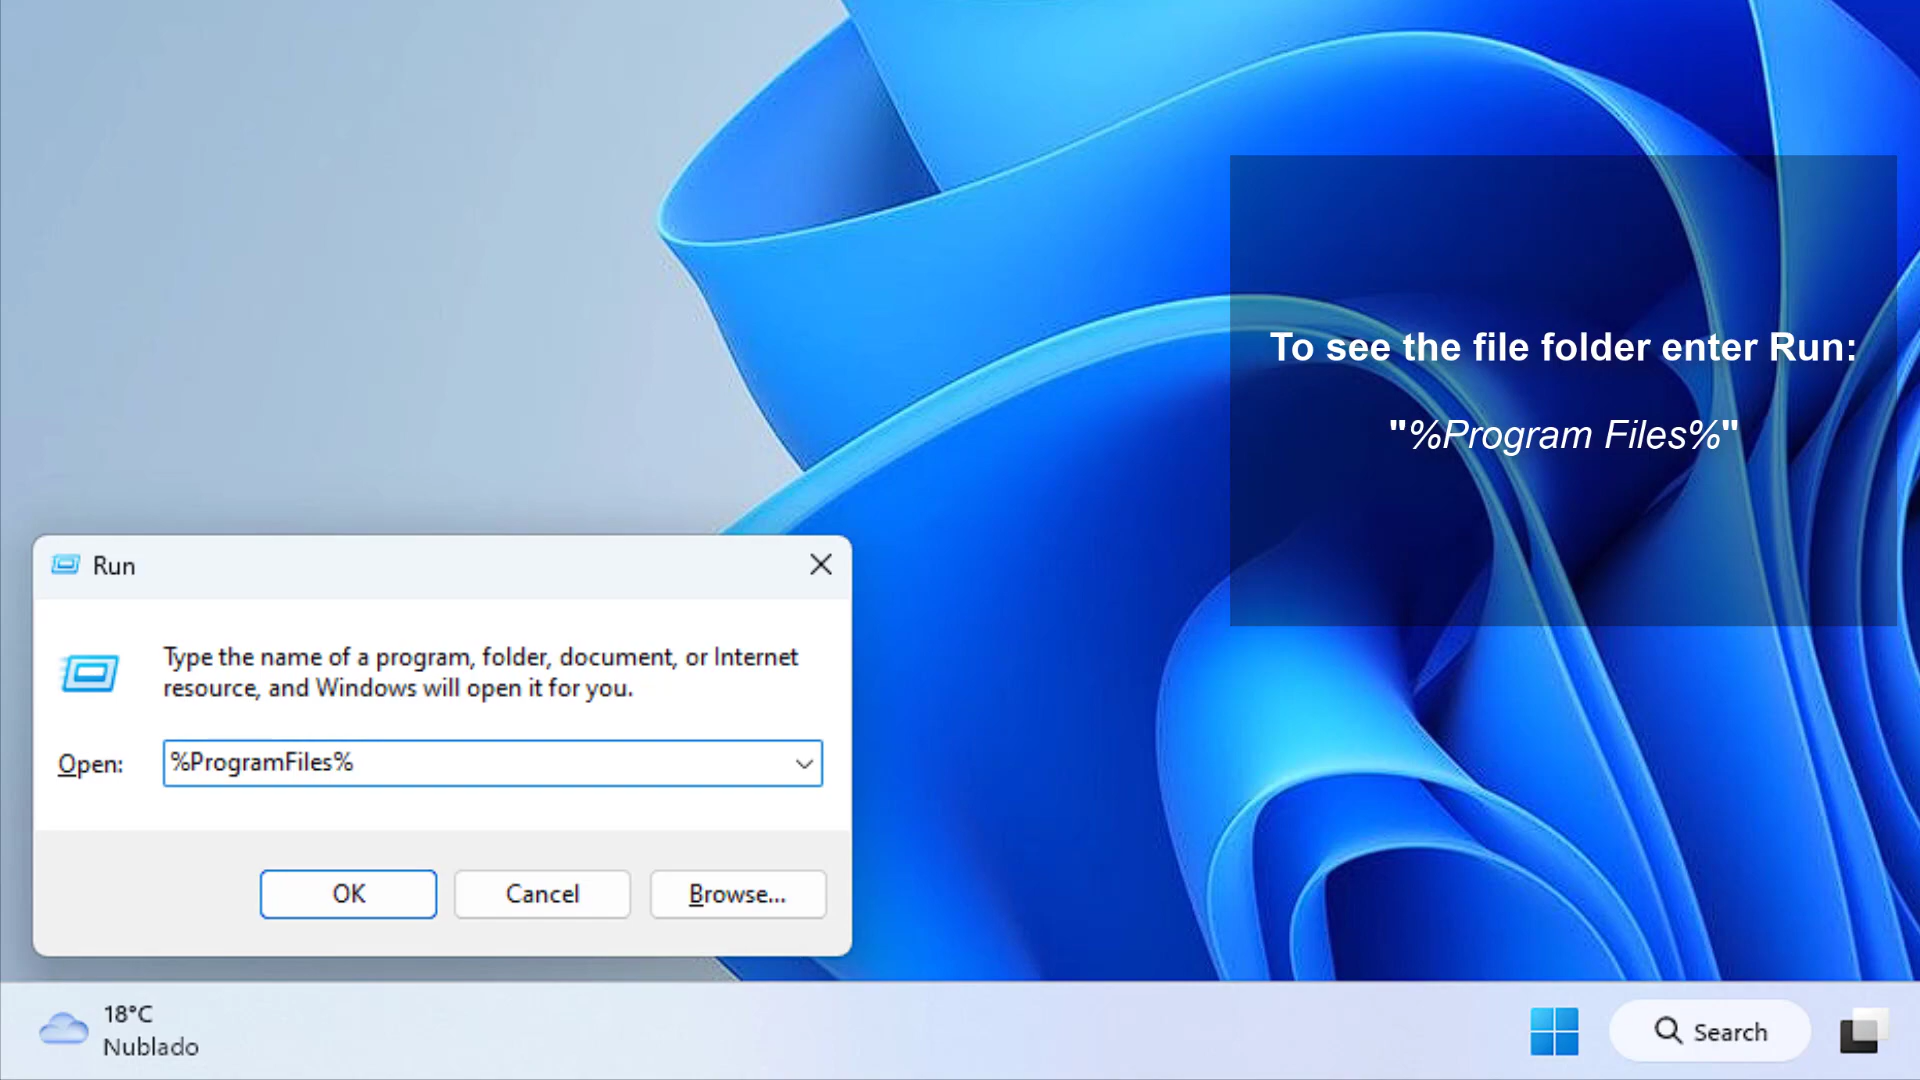 To see the file folder enter Run:
"%Program Files%"
Run
Type the name of a program, folder, document, or Internet
resource, and Windows will open it for you.
Open:
%ProgramFiles%
OK
Cancel
Browse...
18°C
Nublado
Search